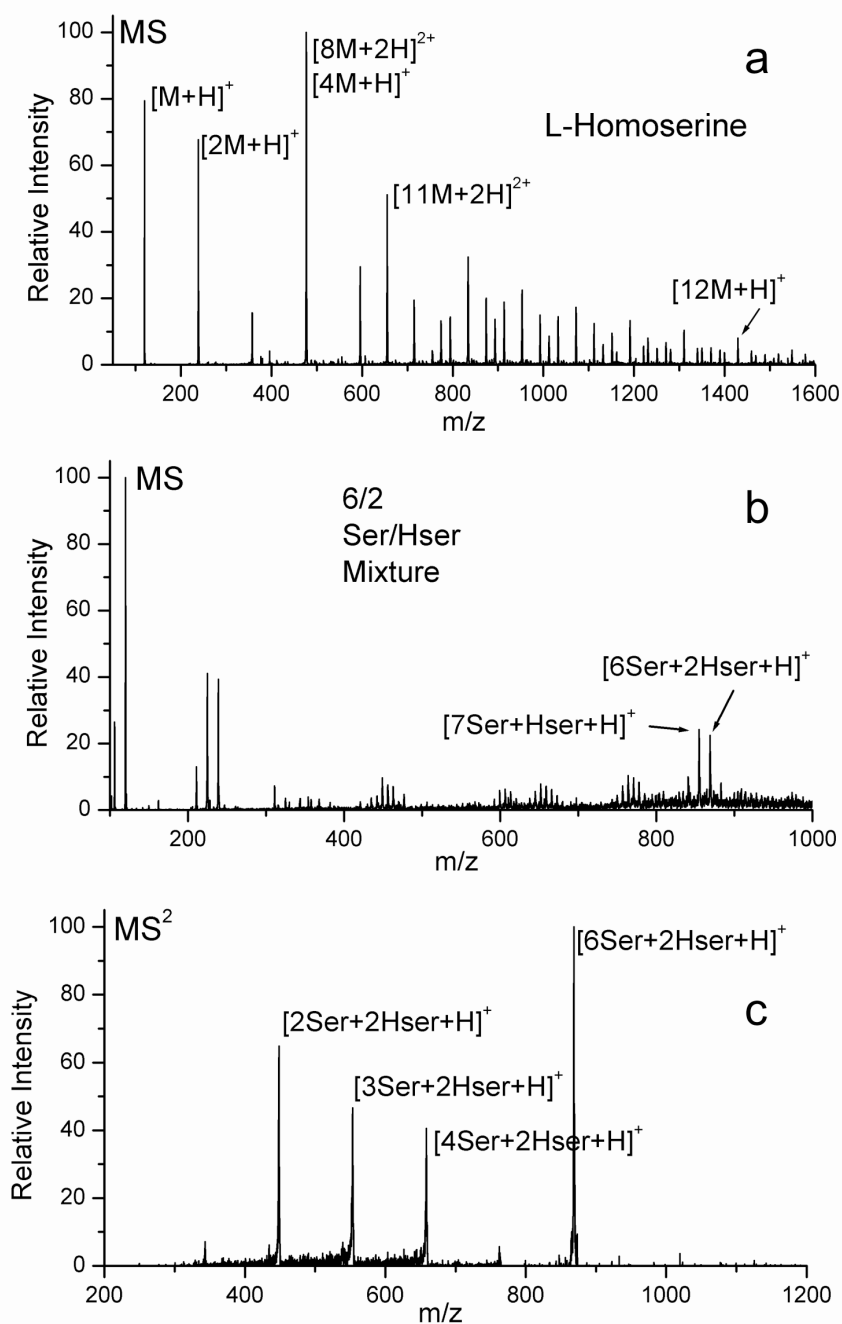 MS
a
[8M+2H]²⁺
[M+H]⁺
[4M+H]⁺
L-Homoserine
[2M+H]⁺
[11M+2H]²⁺
[12M+H]⁺
Relative Intensity
100
80
60
40
20
0
200 400 600 800 1000 1200 1400 1600
m/z
MS
b
6/2
Ser/Hser
Mixture
[6Ser+2Hser+H]⁺
[7Ser+Hser+H]⁺
Relative Intensity
100
80
60
40
20
0
200 400 600 800 1000
m/z
MS²
c
[6Ser+2Hser+H]⁺
[2Ser+2Hser+H]⁺
[3Ser+2Hser+H]⁺
[4Ser+2Hser+H]⁺
Relative Intensity
100
80
60
40
20
0
200 400 600 800 1000 1200
m/z